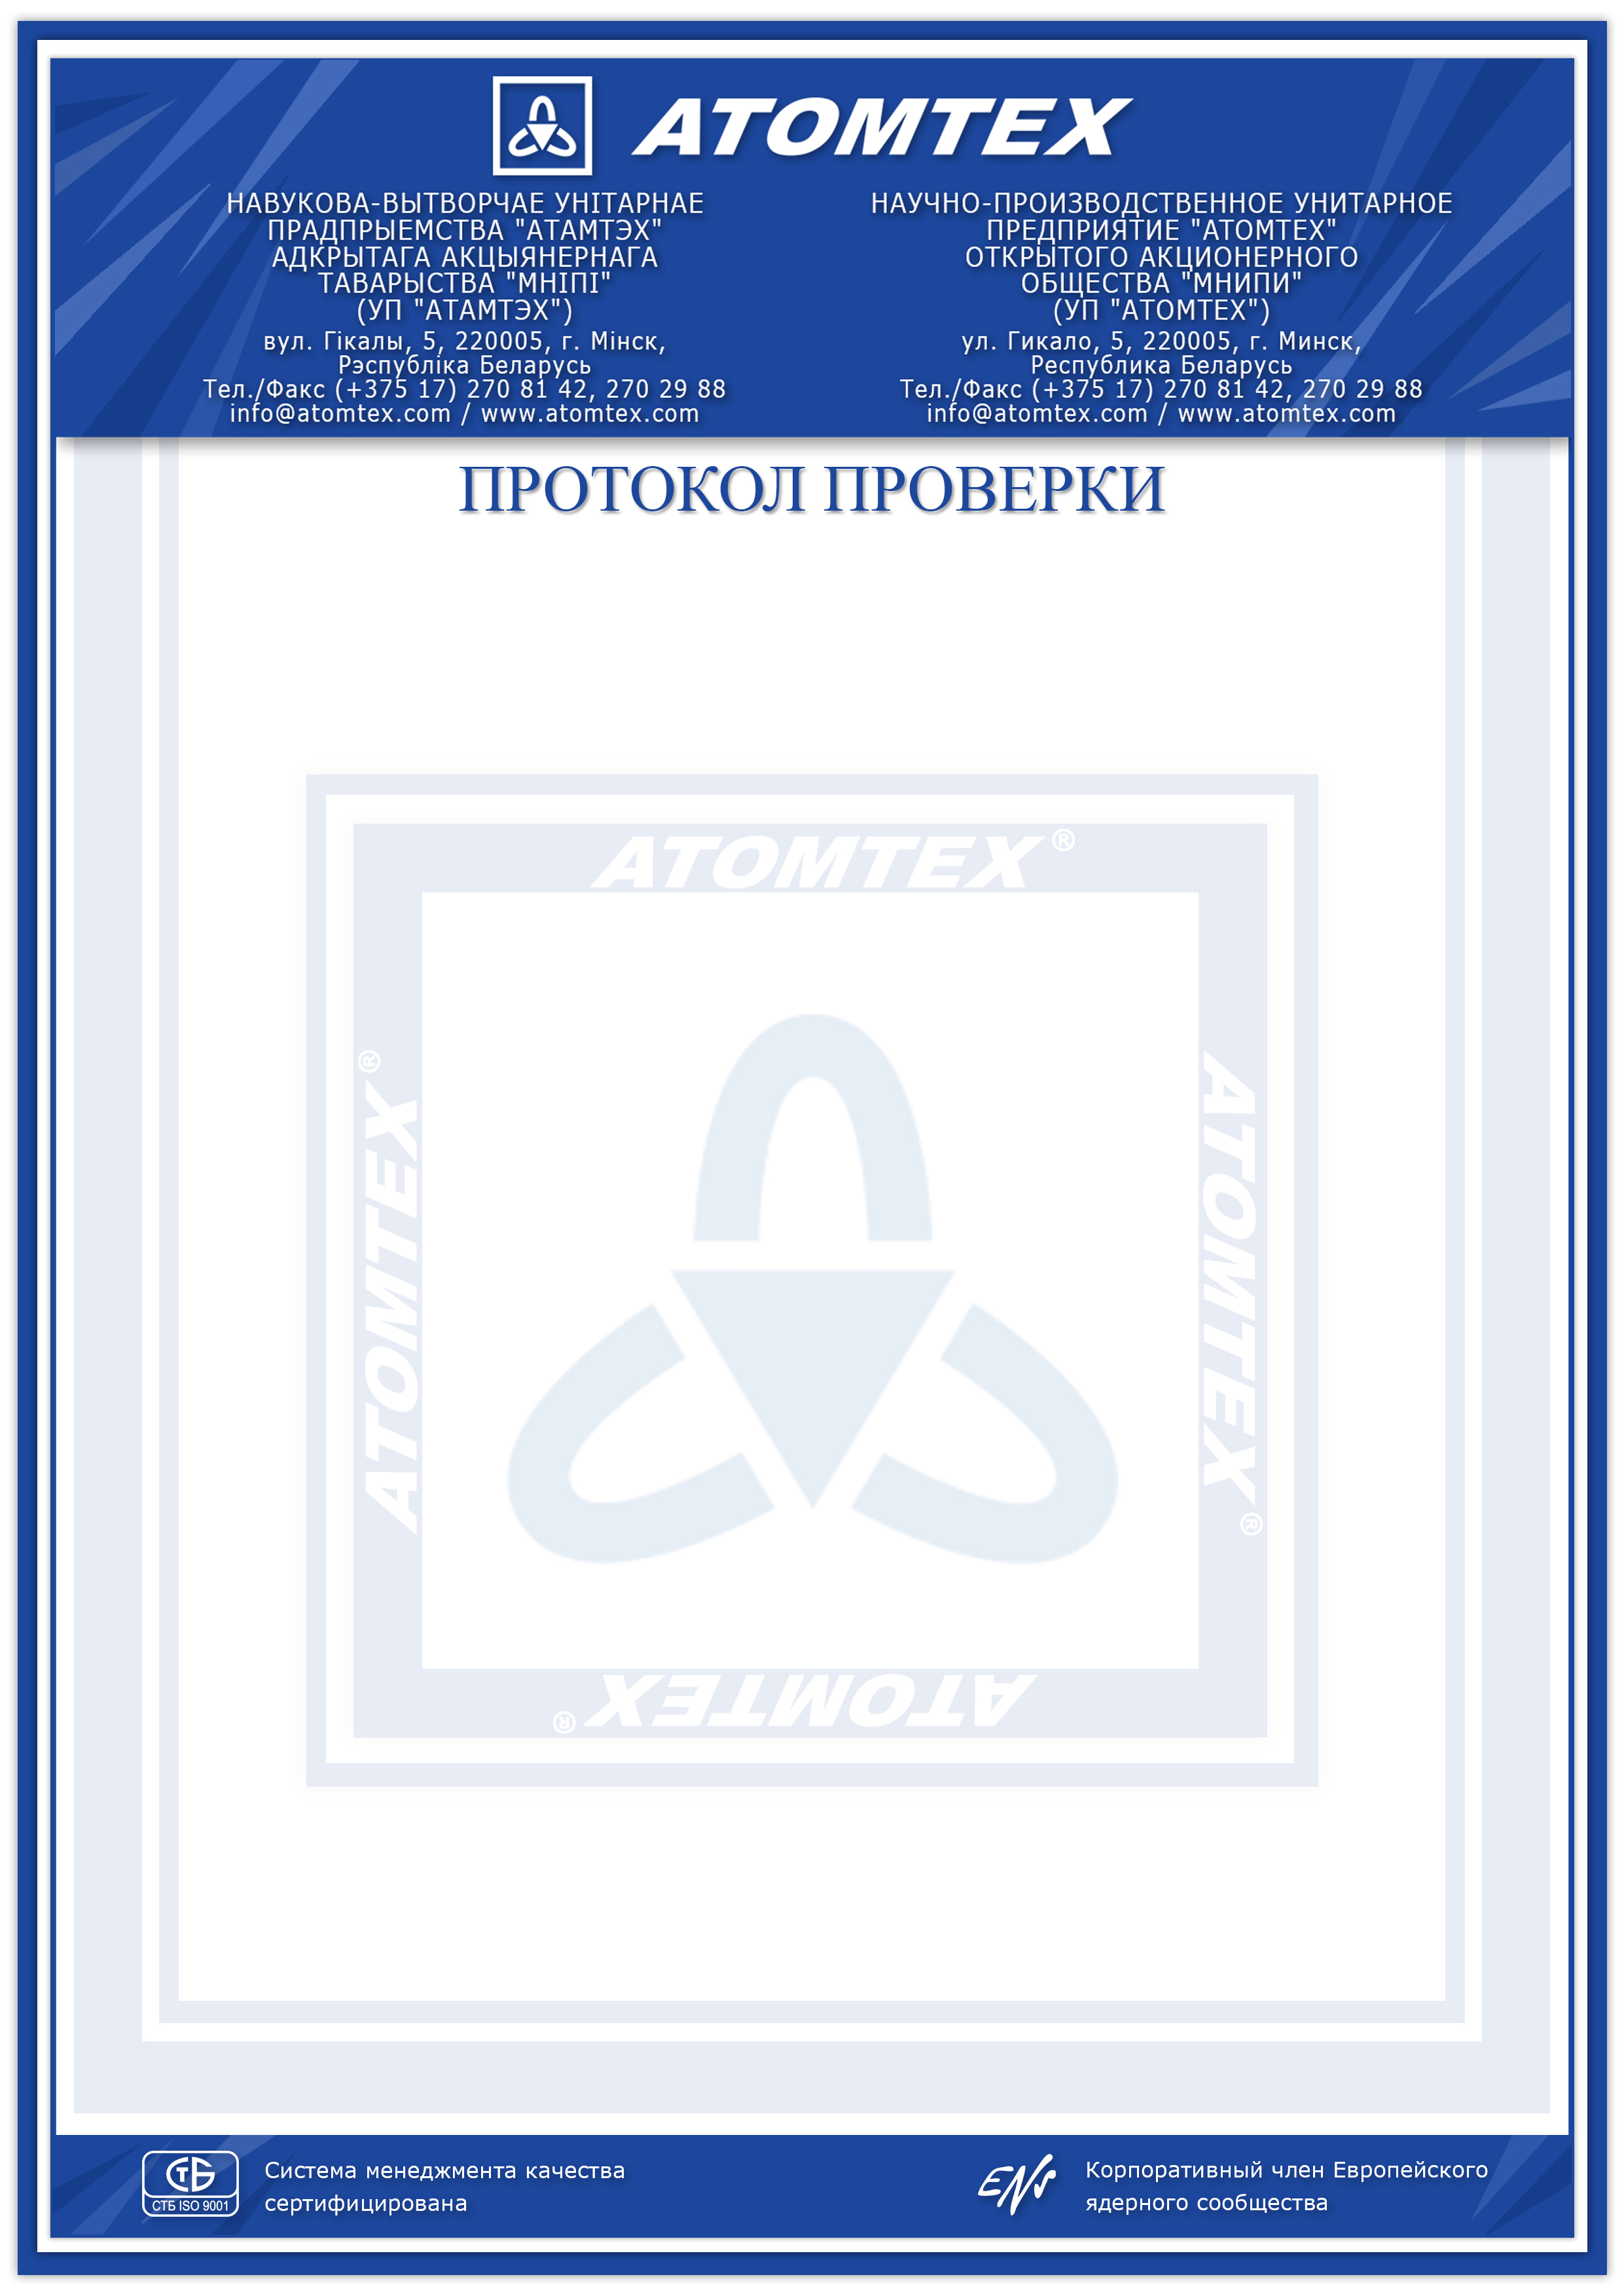 ATOMTEX
НАВУКОВА-ВЫТВОРЧАЕ УНІТАРНАЕ
ПРАДПРЫЕМСТВА "АТАМТЭХ"
АДКРЫТАГА АКЦЫЯНЕРНАГА
ТАВАРЫСТВА "МНІПІ"
(УП "АТАМТЭХ")
вул. Гікалы, 5, 220005, г. Мінск,
Рэспубліка Беларусь
Тел./Факс (+375 17) 270 81 42, 270 29 88
info@atomtex.com / www.atomtex.com
НАУЧНО-ПРОИЗВОДСТВЕННОЕ УНИТАРНОЕ
ПРЕДПРИЯТИЕ "АТОМТЕХ"
ОТКРЫТОГО АКЦИОНЕРНОГО
ОБЩЕСТВА "МНИПИ"
(УП "АТОМТЕХ")
ул. Гикало, 5, 220005, г. Минск,
Республика Беларусь
Тел./Факс (+375 17) 270 81 42, 270 29 88
info@atomtex.com / www.atomtex.com
ПРОТОКОЛ ПРОВЕРКИ
ATOMTEX®
ATOMTEX®
ATOMTEX®
ATOMTEX®
СТБ
СТБ ISO 9001
Система менеджмента качества
сертифицирована
ENS
Корпоративный член Европейского
ядерного сообщества